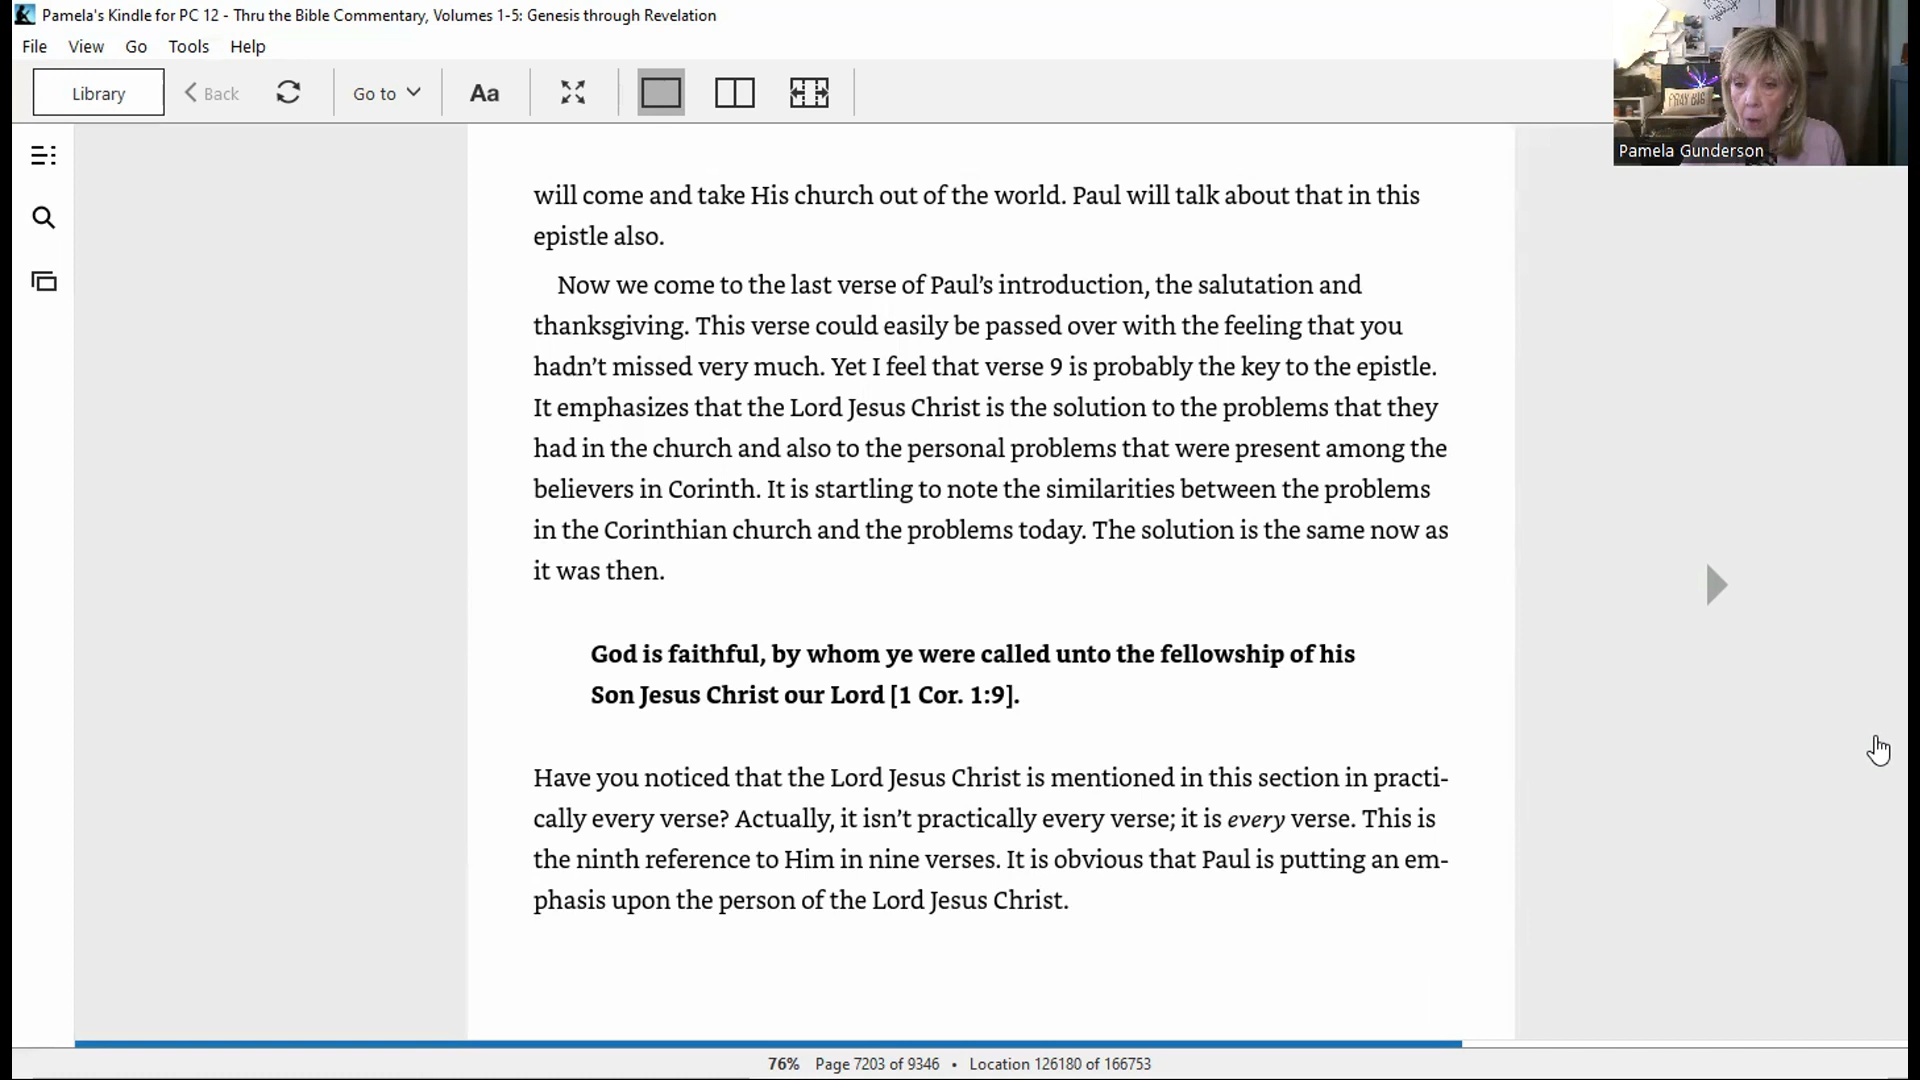 Pamela's Kindle for PC 12 - Thru the Bible Commentary, Volumes 1-5: Genesis through Revelation
File View Go Tools Help
Library Back Go to Aa
PRAY BIG
Pamela Gunderson
will come and take His church out of the world. Paul will talk about that in this
epistle also.
Now we come to the last verse of Paul’s introduction, the salutation and
thanksgiving. This verse could easily be passed over with the feeling that you
hadn’t missed very much. Yet I feel that verse 9 is probably the key to the epistle.
It emphasizes that the Lord Jesus Christ is the solution to the problems that they
had in the church and also to the personal problems that were present among the
believers in Corinth. It is startling to note the similarities between the problems
in the Corinthian church and the problems today. The solution is the same now as
it was then.
God is faithful, by whom ye were called unto the fellowship of his
Son Jesus Christ our Lord [1 Cor. 1:9].
Have you noticed that the Lord Jesus Christ is mentioned in this section in practi-
cally every verse? Actually, it isn’t practically every verse; it is every verse. This is
the ninth reference to Him in nine verses. It is obvious that Paul is putting an em-
phasis upon the person of the Lord Jesus Christ.
76% Page 7203 of 9346 • Location 126180 of 166753